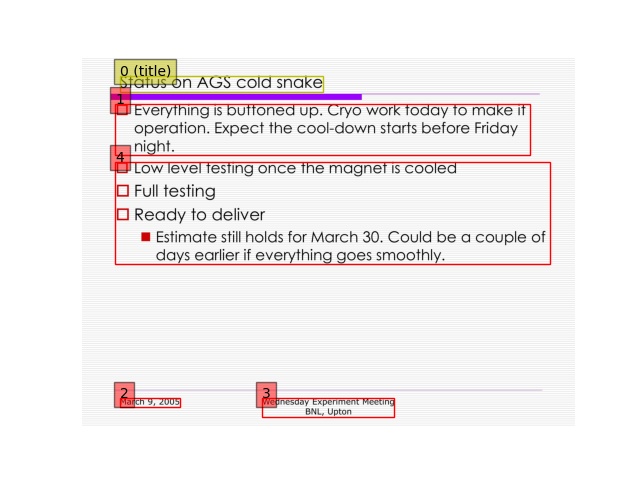 0 (title)
Status on AGS cold snake
1
Everything is buttoned up. Cryo work today to make it
operation. Expect the cool-down starts before Friday
night.
4
Low level testing once the magnet is cooled
Full testing
Ready to deliver
Estimate still holds for March 30. Could be a couple of
days earlier if everything goes smoothly.
2
March 9, 2005
3
Wednesday Experiment Meeting
BNL, Upton